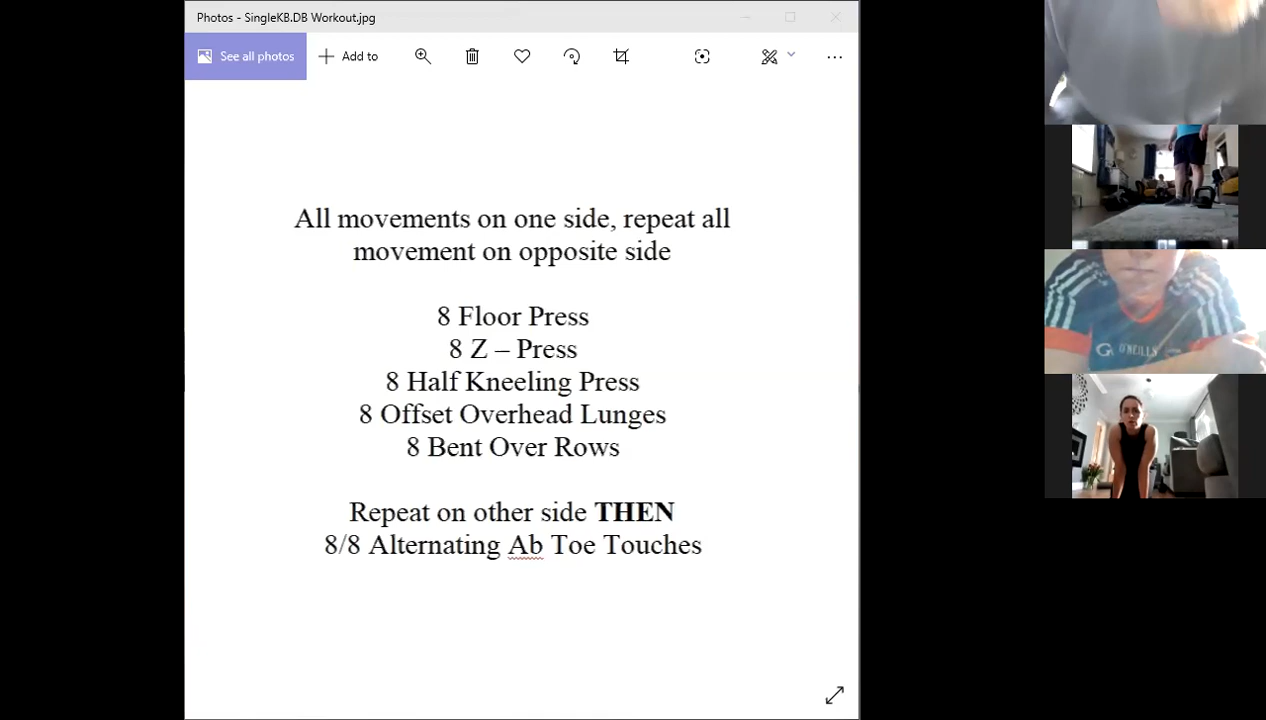 Photos - SingleKB.DB Workout.jpg
See all photos
Add to
All movements on one side, repeat all
movement on opposite side
8 Floor Press
8 Z – Press
8 Half Kneeling Press
8 Offset Overhead Lunges
8 Bent Over Rows
Repeat on other side THEN
8/8 Alternating Ab Toe Touches
O'NEILLS